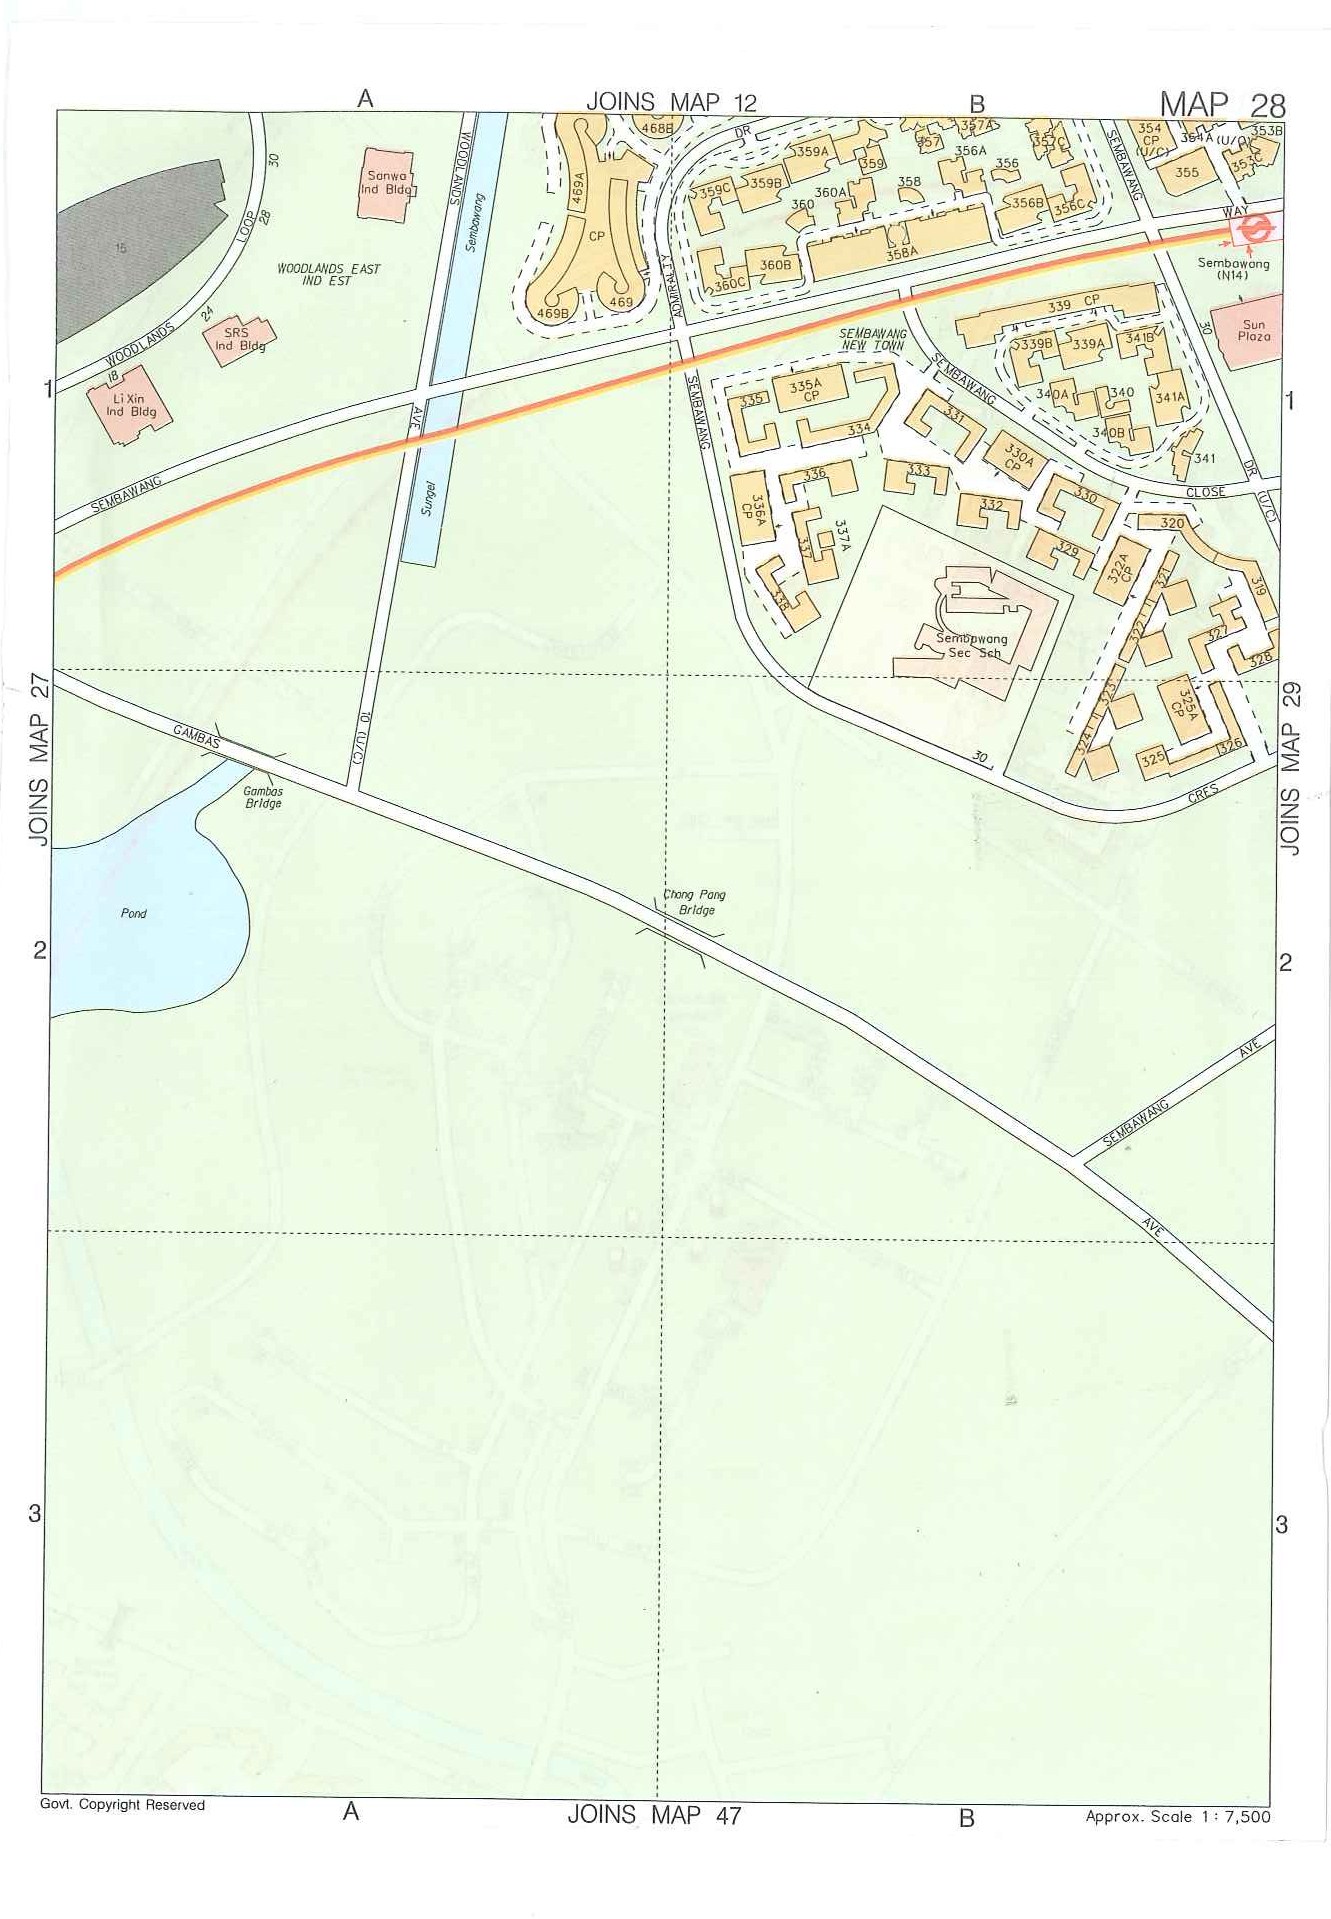 A
JOINS MAP 12
B
MAP 28
WOODLANDS
Sembawang
30
LOOP
28
15
Sanwa
Ind Bldg
WOODLANDS EAST
IND EST
24
SRS
Ind Bldg
WOODLANDS
18
Li Xin
Ind Bldg
469A
468B
CP
469B
469
DR
ADMIRALTY
359C
359B
359A
359
360A
360
358
357
357A
356A
356
357C
356B
356C
360C
360B
358A
SEMBAWANG
354
CP
(U/C)
354A (U/C)
353B
353C
355
WAY
Sembawang
(N14)
30
Sun
Plaza
339 CP
339B
339A
341B
340A
340
340B
341A
341
SEMBAWANG
NEW TOWN
SEMBAWANG
CLOSE
DR
(U/C)
1
1
AVE
SEMBAWANG
Sungei
SEMBAWANG
335
335A
CP
334
331
330A
CP
336
333
332
330
336A
CP
337A
337
338
329
320
322A
CP
321
319
322
327
328
323
325A
CP
324
325
326
Sembawang
Sec Sch
30
CRES
JOINS MAP 27
JOINS MAP 29
10 (U/C)
GAMBAS
Gambas
Bridge
Pond
Chong Pang
Bridge
2
2
SEMBAWANG
AVE
AVE
3
3
Govt. Copyright Reserved
A
JOINS MAP 47
B
Approx. Scale 1 : 7,500